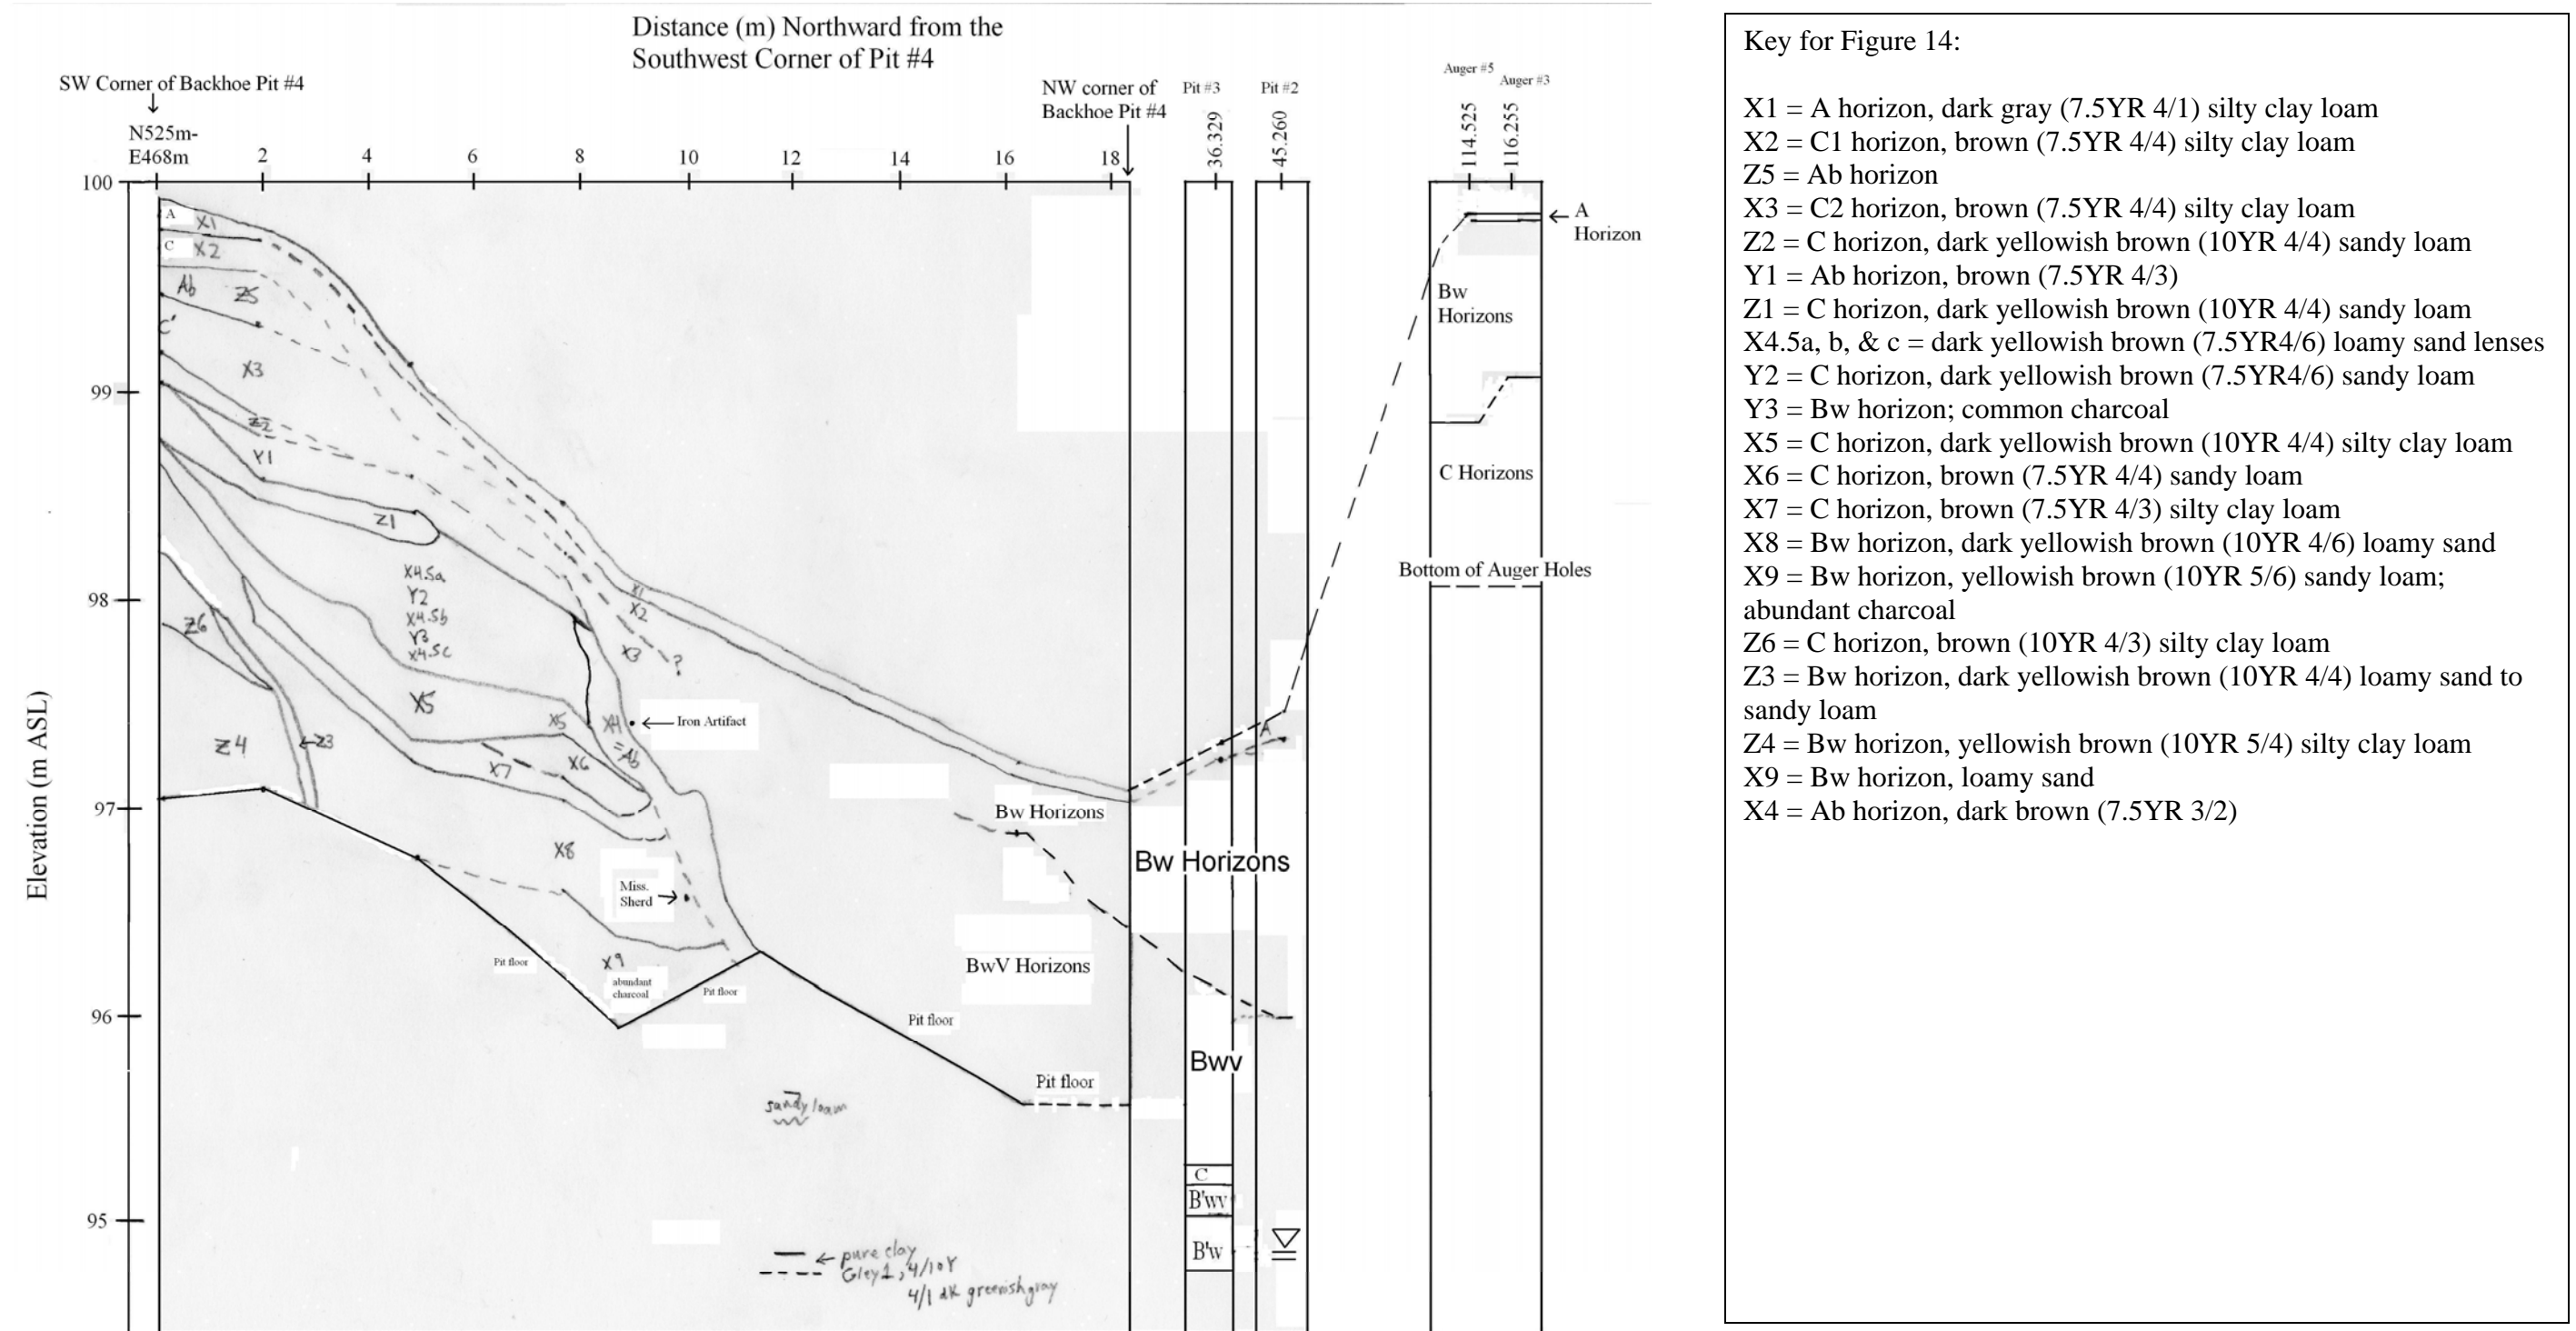 Distance (m) Northward from the
Southwest Corner of Pit #4
SW Corner of Backhoe Pit #4
NW corner of
Backhoe Pit #4
Pit #3
Pit #2
Auger #5
Auger #3
N525m-
E468m
2
4
6
8
10
12
14
16
18
36.329
45.260
114.525
116.255
Elevation (m ASL)
100
99
98
97
96
95
A
X1
C
X2
Ab
Z5
C'
X3
Z2
Y1
Z1
X4.5a
Y2
X4.5b
Y3
X4.5c
Z6
X5
Z4
Z3
X5
X4
=Ab
X6
X7
X8
X9
abundant
charcoal
X1
X2
X3
?
Iron Artifact
Miss.
Sherd
Pit floor
Pit floor
Pit floor
Pit floor
Bw Horizons
BwV Horizons
Bw Horizons
A
Bwv
C
B'wv
B'w
A
Horizon
Bw
Horizons
C Horizons
Bottom of Auger Holes
sandy loam
pure clay
Gley 1, 4/10Y
4/1 dk greenish gray
Key for Figure 14:
X1 = A horizon, dark gray (7.5YR 4/1) silty clay loam
X2 = C1 horizon, brown (7.5YR 4/4) silty clay loam
Z5 = Ab horizon
X3 = C2 horizon, brown (7.5YR 4/4) silty clay loam
Z2 = C horizon, dark yellowish brown (10YR 4/4) sandy loam
Y1 = Ab horizon, brown (7.5YR 4/3)
Z1 = C horizon, dark yellowish brown (10YR 4/4) sandy loam
X4.5a, b, & c = dark yellowish brown (7.5YR4/6) loamy sand lenses
Y2 = C horizon, dark yellowish brown (7.5YR4/6) sandy loam
Y3 = Bw horizon; common charcoal
X5 = C horizon, dark yellowish brown (10YR 4/4) silty clay loam
X6 = C horizon, brown (7.5YR 4/4) sandy loam
X7 = C horizon, brown (7.5YR 4/3) silty clay loam
X8 = Bw horizon, dark yellowish brown (10YR 4/6) loamy sand
X9 = Bw horizon, yellowish brown (10YR 5/6) sandy loam;
abundant charcoal
Z6 = C horizon, brown (10YR 4/3) silty clay loam
Z3 = Bw horizon, dark yellowish brown (10YR 4/4) loamy sand to
sandy loam
Z4 = Bw horizon, yellowish brown (10YR 5/4) silty clay loam
X9 = Bw horizon, loamy sand
X4 = Ab horizon, dark brown (7.5YR 3/2)